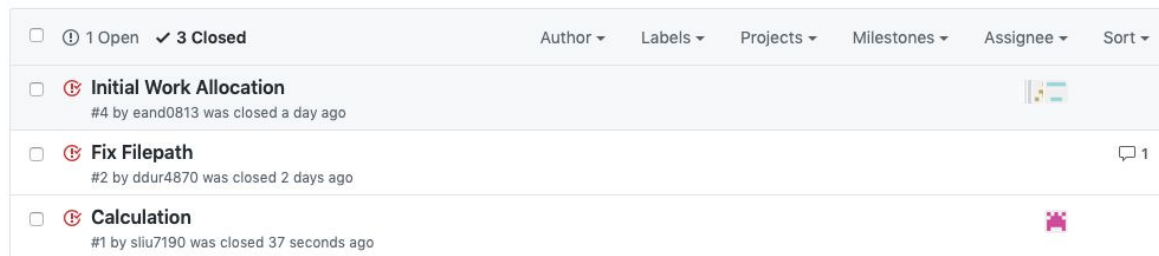 1 Open 3 Closed Author Labels Projects Milestones Assignee Sort
Initial Work Allocation
#4 by eand0813 was closed a day ago
Fix Filepath 1
#2 by ddur4870 was closed 2 days ago
Calculation
#1 by sliu7190 was closed 37 seconds ago